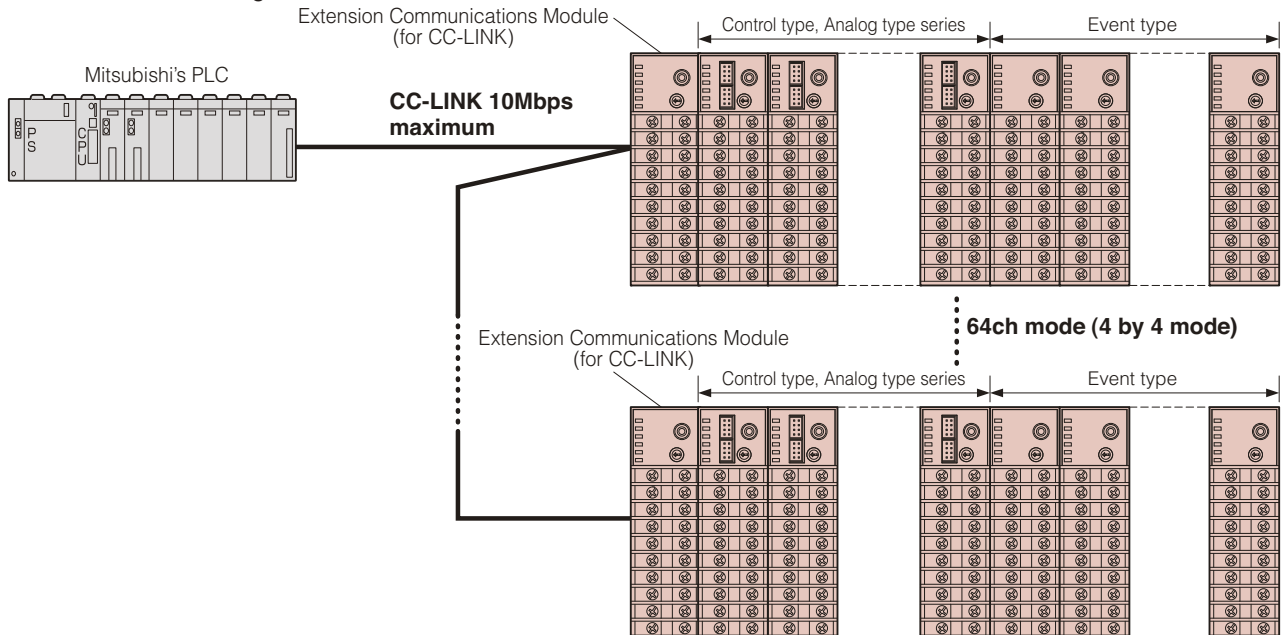 Extension Communications Module
(for CC-LINK)
Control type, Analog type series
Event type
Mitsubishi's PLC
CC-LINK 10Mbps
maximum
PS
CPU
64ch mode (4 by 4 mode)
Extension Communications Module
(for CC-LINK)
Control type, Analog type series
Event type